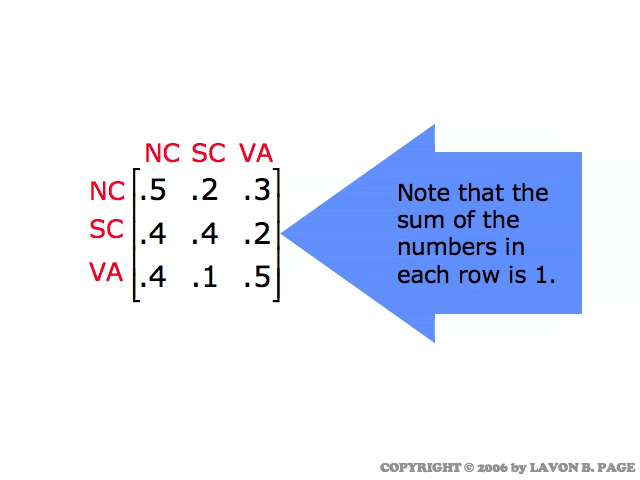 NC SC VA
NC .5 .2 .3
SC .4 .4 .2
VA .4 .1 .5
Note that the
sum of the
numbers in
each row is 1.
COPYRIGHT © 2006 by LAVON B. PAGE